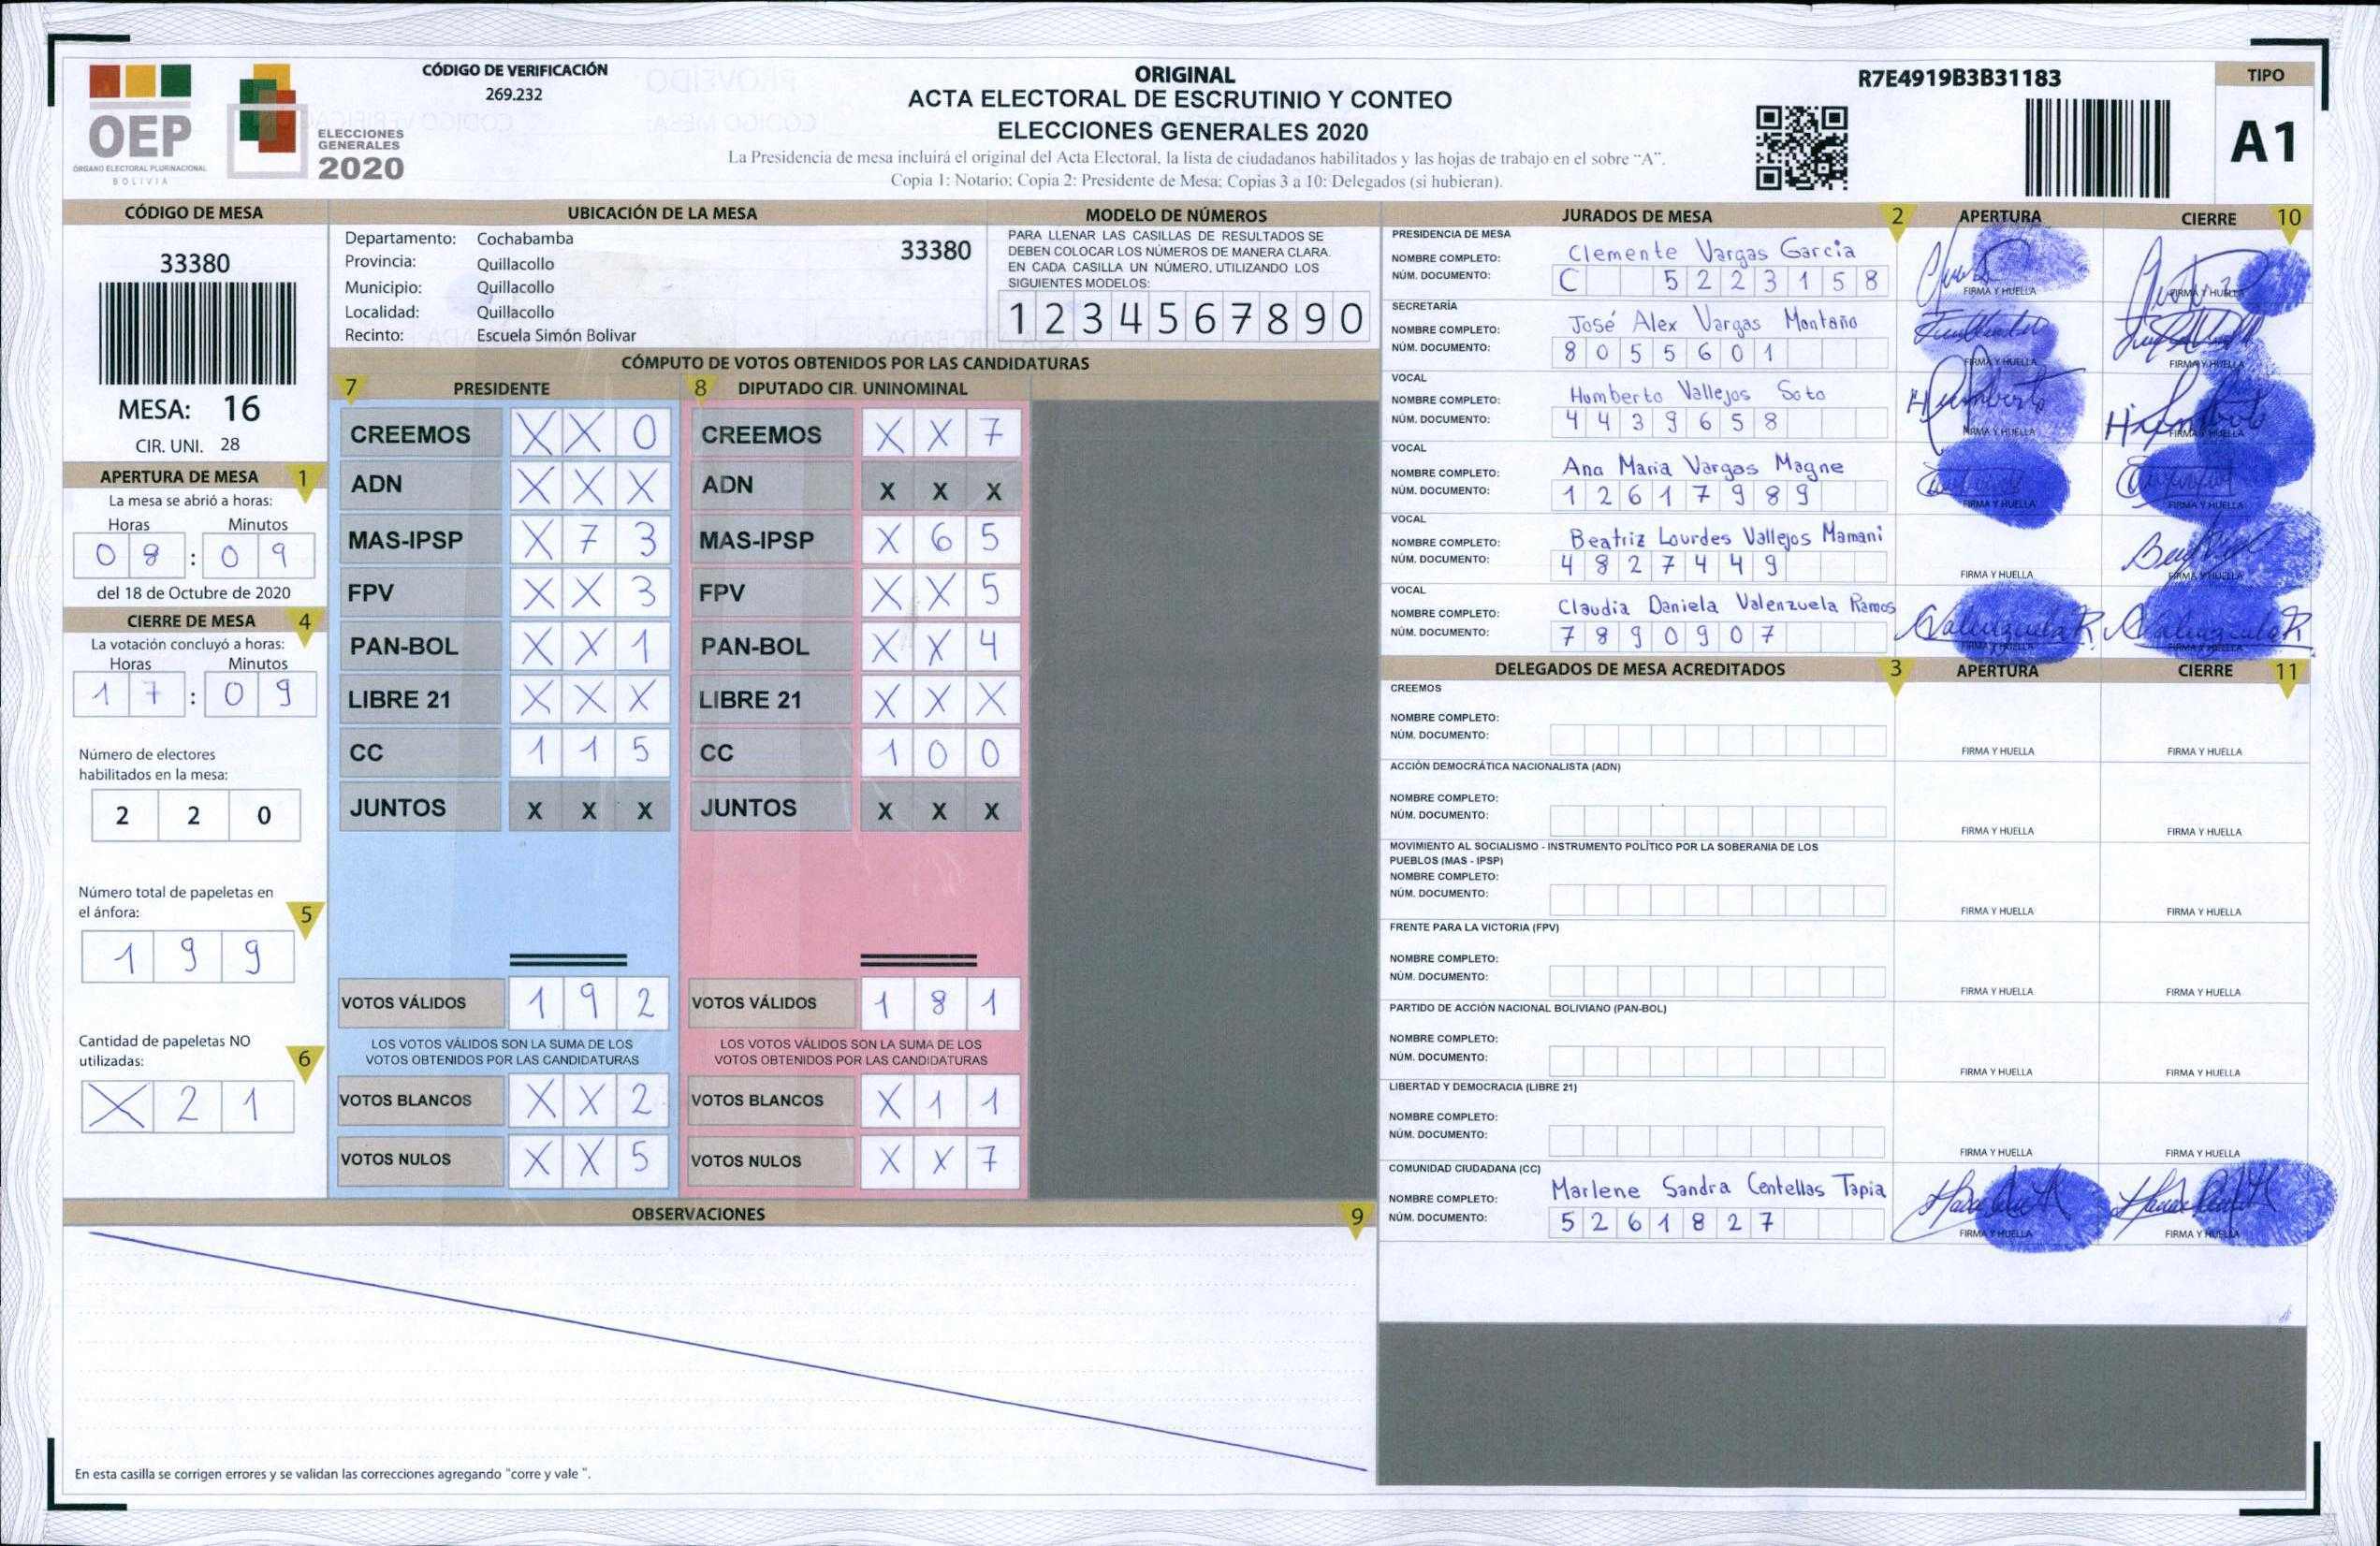 OEP
ÓRGANO ELECTORAL PLURINACIONAL
BOLIVIA
ELECCIONES
GENERALES
2020
CÓDIGO DE VERIFICACIÓN
269.232
ORIGINAL
ACTA ELECTORAL DE ESCRUTINIO Y CONTEO
ELECCIONES GENERALES 2020
La Presidencia de mesa incluirá el original del Acta Electoral, la lista de ciudadanos habilitados y las hojas de trabajo en el sobre “A”.
Copia 1: Notario; Copia 2: Presidente de Mesa; Copias 3 a 10: Delegados (si hubieran).
R7E4919B3B31183
TIPO
A1
CÓDIGO DE MESA
33380
MESA: 16
CIR. UNI. 28
APERTURA DE MESA 1
La mesa se abrió a horas:
Horas Minutos
0 8 : 0 9
del 18 de Octubre de 2020
CIERRE DE MESA 4
La votación concluyó a horas:
Horas Minutos
1 7 : 0 9
Número de electores
habilitados en la mesa:
2 2 0
Número total de papeletas en
el ánfora: 5
1 9 9
Cantidad de papeletas NO
utilizadas: 6
X 2 1
UBICACIÓN DE LA MESA
Departamento: Cochabamba 33380
Provincia: Quillacollo
Municipio: Quillacollo
Localidad: Quillacollo
Recinto: Escuela Simón Bolivar
MODELO DE NÚMEROS
PARA LLENAR LAS CASILLAS DE RESULTADOS SE
DEBEN COLOCAR LOS NÚMEROS DE MANERA CLARA.
EN CADA CASILLA UN NÚMERO, UTILIZANDO LOS
SIGUIENTES MODELOS:
1 2 3 4 5 6 7 8 9 0
CÓMPUTO DE VOTOS OBTENIDOS POR LAS CANDIDATURAS
7 PRESIDENTE 8 DIPUTADO CIR. UNINOMINAL
CREEMOS X X 0 CREEMOS X X 7
ADN X X X ADN X X X
MAS-IPSP X 7 3 MAS-IPSP X 6 5
FPV X X 3 FPV X X 5
PAN-BOL X X 1 PAN-BOL X X 4
LIBRE 21 X X X LIBRE 21 X X X
CC 1 1 5 CC 1 0 0
JUNTOS X X X JUNTOS X X X
VOTOS VÁLIDOS 1 9 2 VOTOS VÁLIDOS 1 8 1
LOS VOTOS VÁLIDOS SON LA SUMA DE LOS LOS VOTOS VÁLIDOS SON LA SUMA DE LOS
VOTOS OBTENIDOS POR LAS CANDIDATURAS VOTOS OBTENIDOS POR LAS CANDIDATURAS
VOTOS BLANCOS X X 2 VOTOS BLANCOS X 1 1
VOTOS NULOS X X 5 VOTOS NULOS X X 7
OBSERVACIONES 9
En esta casilla se corrigen errores y se validan las correcciones agregando “corre y vale”.
JURADOS DE MESA 2 APERTURA CIERRE 10
PRESIDENCIA DE MESA
NOMBRE COMPLETO: Clemente Vargas Garcia
NÚM. DOCUMENTO: C 5 2 2 3 1 5 8 FIRMA Y HUELLA FIRMA Y HUELLA
SECRETARÍA
NOMBRE COMPLETO: José Alex Vargas Montaño
NÚM. DOCUMENTO: 8 0 5 5 6 0 1 FIRMA Y HUELLA FIRMA Y HUELLA
VOCAL
NOMBRE COMPLETO: Humberto Vallejos Soto
NÚM. DOCUMENTO: 4 4 3 9 6 5 8 FIRMA Y HUELLA FIRMA Y HUELLA
VOCAL
NOMBRE COMPLETO: Ana Maria Vargas Magne
NÚM. DOCUMENTO: 1 2 6 1 7 9 8 9 FIRMA Y HUELLA FIRMA Y HUELLA
VOCAL
NOMBRE COMPLETO: Beatriz Lourdes Vallejos Mamani
NÚM. DOCUMENTO: 4 8 2 7 4 4 9 FIRMA Y HUELLA FIRMA Y HUELLA
VOCAL
NOMBRE COMPLETO: Claudia Daniela Valenzuela Ramos
NÚM. DOCUMENTO: 7 8 9 0 9 0 7 FIRMA Y HUELLA FIRMA Y HUELLA
DELEGADOS DE MESA ACREDITADOS 3 APERTURA CIERRE 11
CREEMOS
NOMBRE COMPLETO:
NÚM. DOCUMENTO: FIRMA Y HUELLA FIRMA Y HUELLA
ACCIÓN DEMOCRÁTICA NACIONALISTA (ADN)
NOMBRE COMPLETO:
NÚM. DOCUMENTO: FIRMA Y HUELLA FIRMA Y HUELLA
MOVIMIENTO AL SOCIALISMO - INSTRUMENTO POLÍTICO POR LA SOBERANIA DE LOS
PUEBLOS (MAS - IPSP)
NOMBRE COMPLETO:
NÚM. DOCUMENTO: FIRMA Y HUELLA FIRMA Y HUELLA
FRENTE PARA LA VICTORIA (FPV)
NOMBRE COMPLETO:
NÚM. DOCUMENTO: FIRMA Y HUELLA FIRMA Y HUELLA
PARTIDO DE ACCIÓN NACIONAL BOLIVIANO (PAN-BOL)
NOMBRE COMPLETO:
NÚM. DOCUMENTO: FIRMA Y HUELLA FIRMA Y HUELLA
LIBERTAD Y DEMOCRACIA (LIBRE 21)
NOMBRE COMPLETO:
NÚM. DOCUMENTO: FIRMA Y HUELLA FIRMA Y HUELLA
COMUNIDAD CIUDADANA (CC)
NOMBRE COMPLETO: Marlene Sandra Centellas Tapia
NÚM. DOCUMENTO: 5 2 6 1 8 2 7 FIRMA Y HUELLA FIRMA Y HUELLA